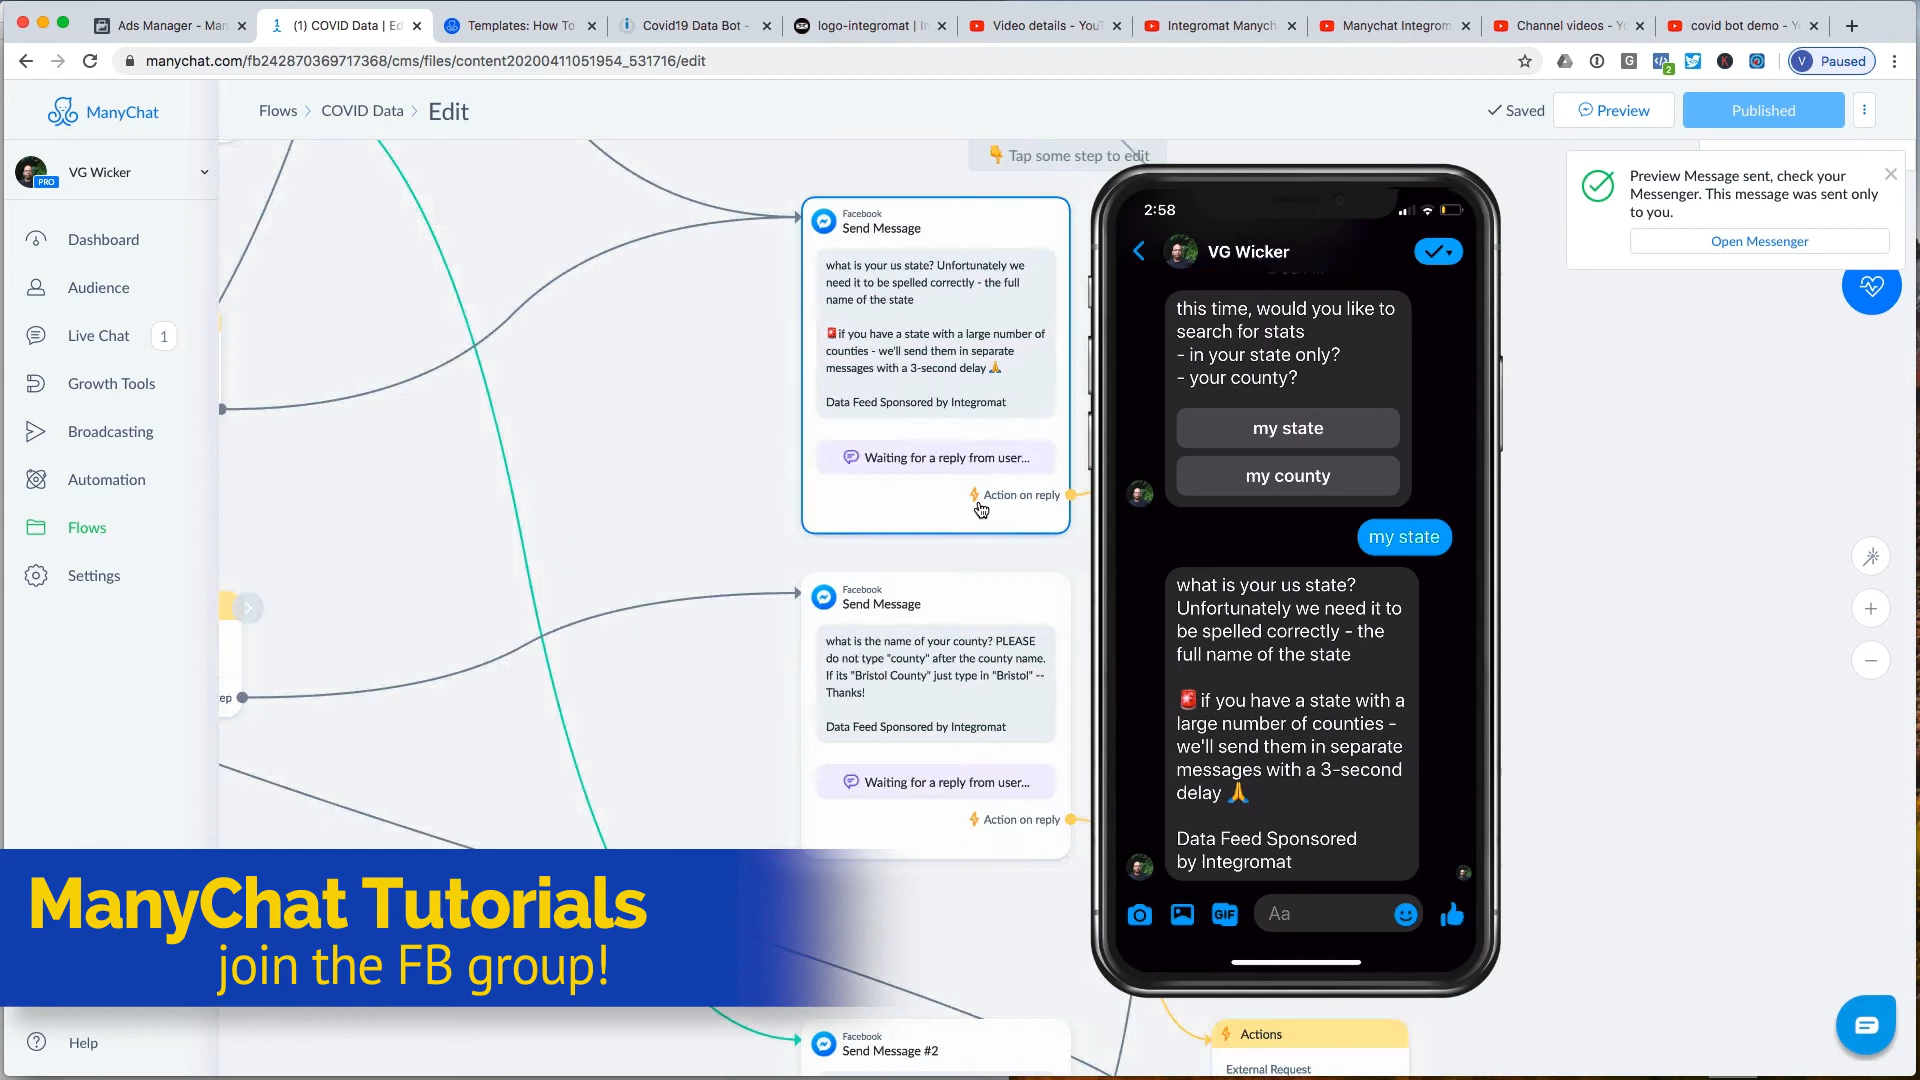 Ads Manager - Man
(1) COVID Data | Ed
Templates: How To
Covid19 Data Bot -
logo-integromat | In
Video details - YouT
Integromat Manych
Manychat Integrom
Channel videos - Yo
covid bot demo - Yo
manychat.com/fb242870369717368/cms/files/content20200411051954_531716/edit
G
2
K
V Paused
ManyChat
Flows > COVID Data > Edit
Saved
Preview
Published
VG Wicker
PRO
Dashboard
Audience
Live Chat 1
Growth Tools
Broadcasting
Automation
Flows
Settings
Help
Tap some step to edit
Facebook
Send Message
what is your us state? Unfortunately we
need it to be spelled correctly - the full
name of the state
🚨if you have a state with a large number of
counties - we'll send them in separate
messages with a 3-second delay 🙏
Data Feed Sponsored by Integromat
Waiting for a reply from user...
Action on reply
Facebook
Send Message
what is the name of your county? PLEASE
do not type "county" after the county name.
If its "Bristol County" just type in "Bristol" --
Thanks!
Data Feed Sponsored by Integromat
Waiting for a reply from user...
Action on reply
ep
Facebook
Send Message #2
Actions
External Request
2:58
VG Wicker
this time, would you like to
search for stats
- in your state only?
- your county?
my state
my county
my state
what is your us state?
Unfortunately we need it to
be spelled correctly - the
full name of the state
🚨if you have a state with a
large number of counties -
we'll send them in separate
messages with a 3-second
delay 🙏
Data Feed Sponsored
by Integromat
GIF
Aa
Preview Message sent, check your
Messenger. This message was sent only
to you.
Open Messenger
ManyChat Tutorials
join the FB group!